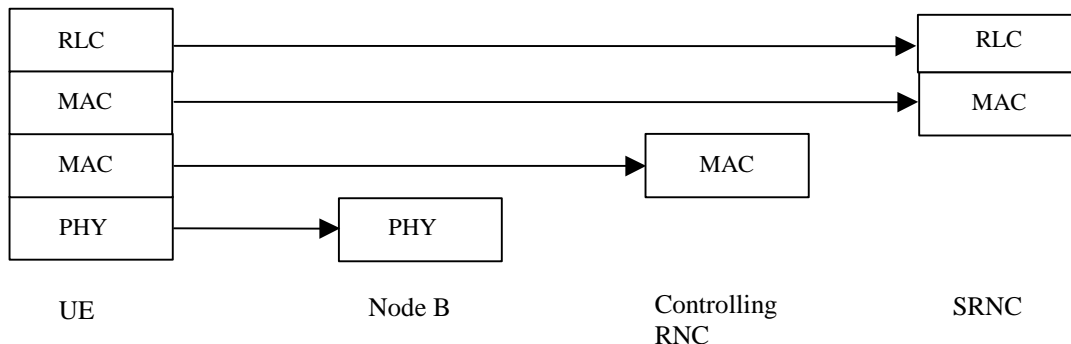 RLC
RLC
MAC
MAC
MAC
MAC
PHY
PHY
UE
Node B
Controlling
RNC
SRNC